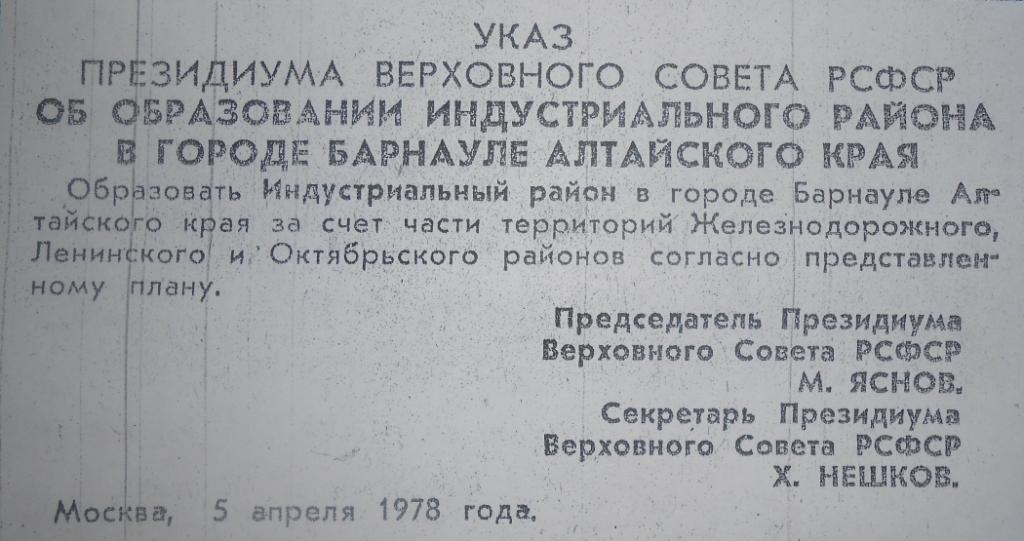 УКАЗ
ПРЕЗИДИУМА ВЕРХОВНОГО СОВЕТА РСФСР
ОБ ОБРАЗОВАНИИ ИНДУСТРИАЛЬНОГО РАЙОНА
В ГОРОДЕ БАРНАУЛЕ АЛТАЙСКОГО КРАЯ
Образовать Индустриальный район в городе Барнауле Ал-
тайского края за счет части территорий Железнодорожного,
Ленинского и Октябрьского районов согласно представлен-
ному плану.
Председатель Президиума
Верховного Совета РСФСР
М. ЯСНОВ.
Секретарь Президиума
Верховного Совета РСФСР
Х. НЕШКОВ.
Москва, 5 апреля 1978 года.